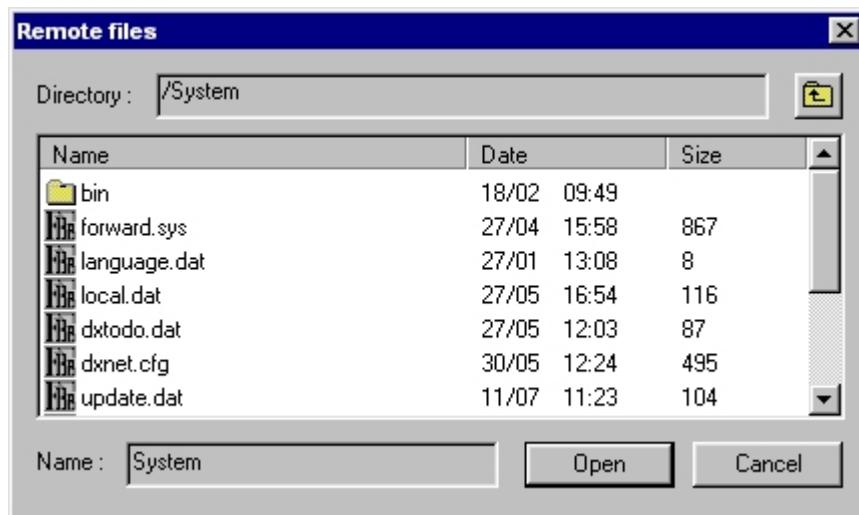 Remote files
Directory : /System
Name Date Size
bin 18/02 09:49
forward.sys 27/04 15:58 867
language.dat 27/01 13:08 8
local.dat 27/05 16:54 116
dxtodo.dat 27/05 12:03 87
dxnet.cfg 30/05 12:24 495
update.dat 11/07 11:23 104
Name : System Open Cancel